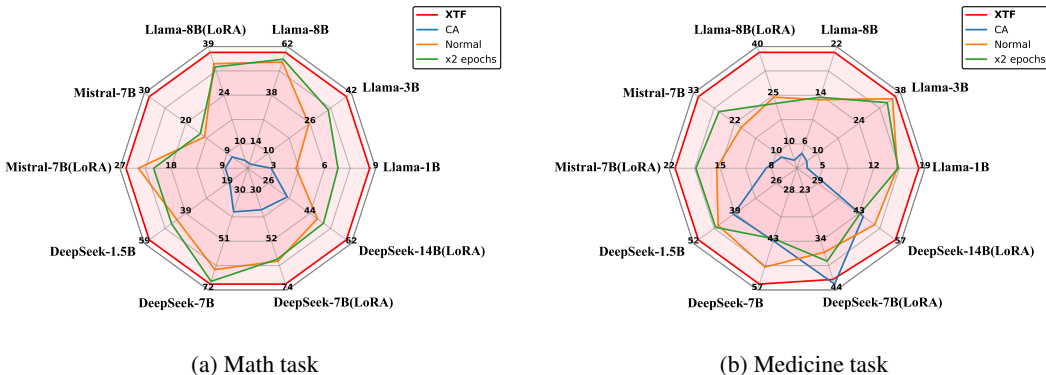 XTF
CA
Normal
x2 epochs
Llama-8B(LoRA)
Llama-8B
39
62
Mistral-7B
30
42
Llama-3B
24
38
20
26
Mistral-7B(LoRA)
27
18
9
9
10
14
10
3
6
9
Llama-1B
19
30
30
26
39
44
DeepSeek-1.5B
59
51
52
62
DeepSeek-14B(LoRA)
72
74
DeepSeek-7B
DeepSeek-7B(LoRA)
(a) Math task
XTF
CA
Normal
x2 epochs
Llama-8B(LoRA)
Llama-8B
40
22
Mistral-7B
33
38
Llama-3B
25
14
22
24
Mistral-7B(LoRA)
22
15
8
10
10
6
10
5
12
19
Llama-1B
26
28
23
29
39
43
DeepSeek-1.5B
52
43
34
57
DeepSeek-14B(LoRA)
57
44
DeepSeek-7B
DeepSeek-7B(LoRA)
(b) Medicine task